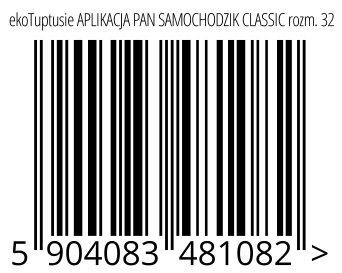 ekoTuptusie APLIKACJA PAN SAMOCHODZIK CLASSIC rozm. 32
5 904083 481082 >